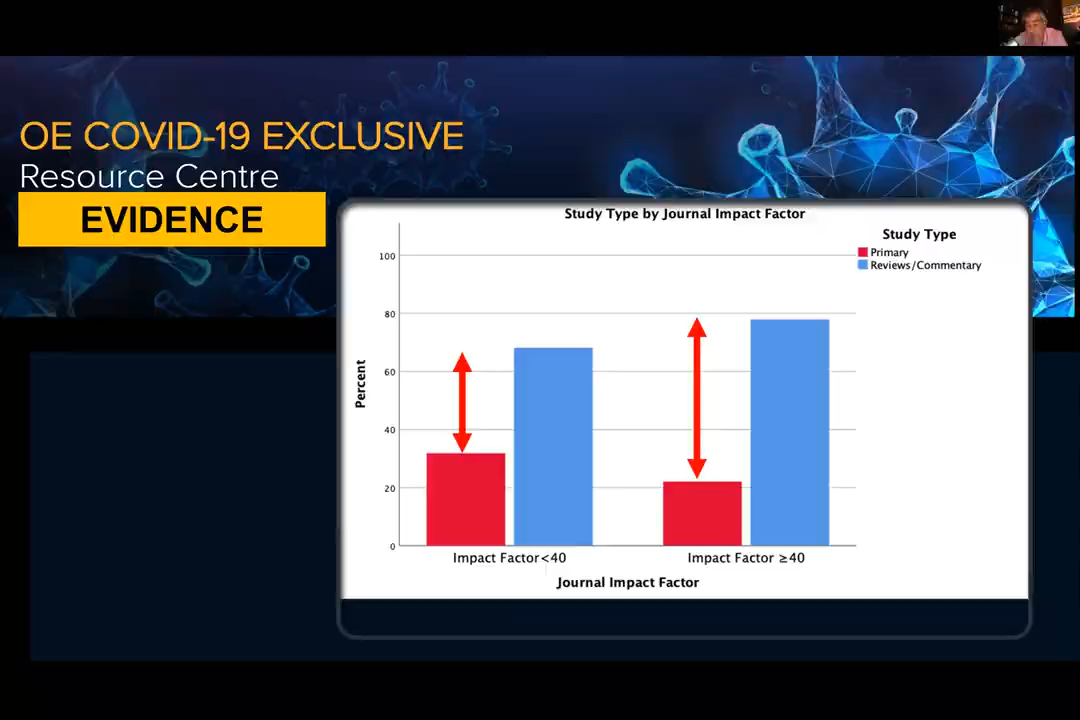 OE COVID-19 EXCLUSIVE
Resource Centre
EVIDENCE
Study Type by Journal Impact Factor
Study Type
Primary
Reviews/Commentary
Percent
100
80
60
40
20
0
Impact Factor<40
Impact Factor ≥40
Journal Impact Factor